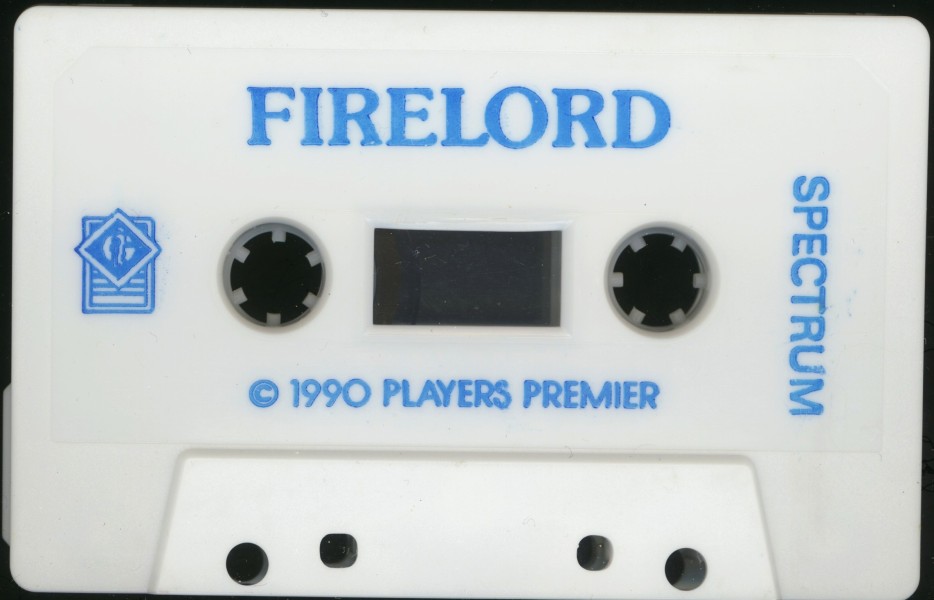 FIRELORD
SPECTRUM
© 1990 PLAYERS PREMIER